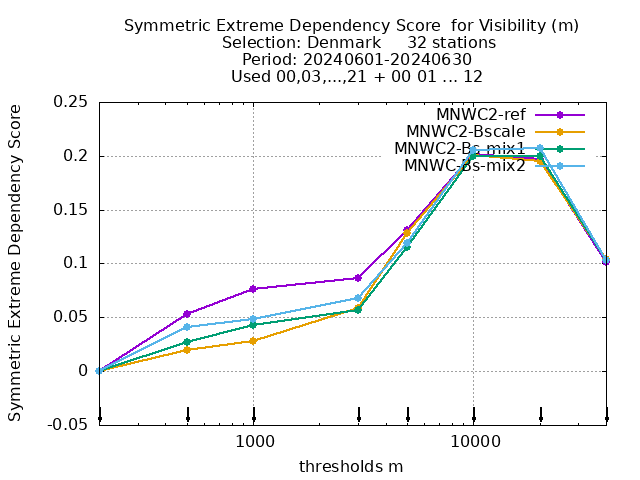 Symmetric Extreme Dependency Score  for Visibility (m)
Selection: Denmark     32 stations
Period: 20240601-20240630
Used 00,03,...,21 + 00 01 ... 12
Symmetric Extreme Dependency Score
0.25
0.2
0.15
0.1
0.05
0
-0.05
MNWC2-ref
MNWC2-Bscale
MNWC2-Bs-mix1
MNWC-Bs-mix2
1000
10000
thresholds m